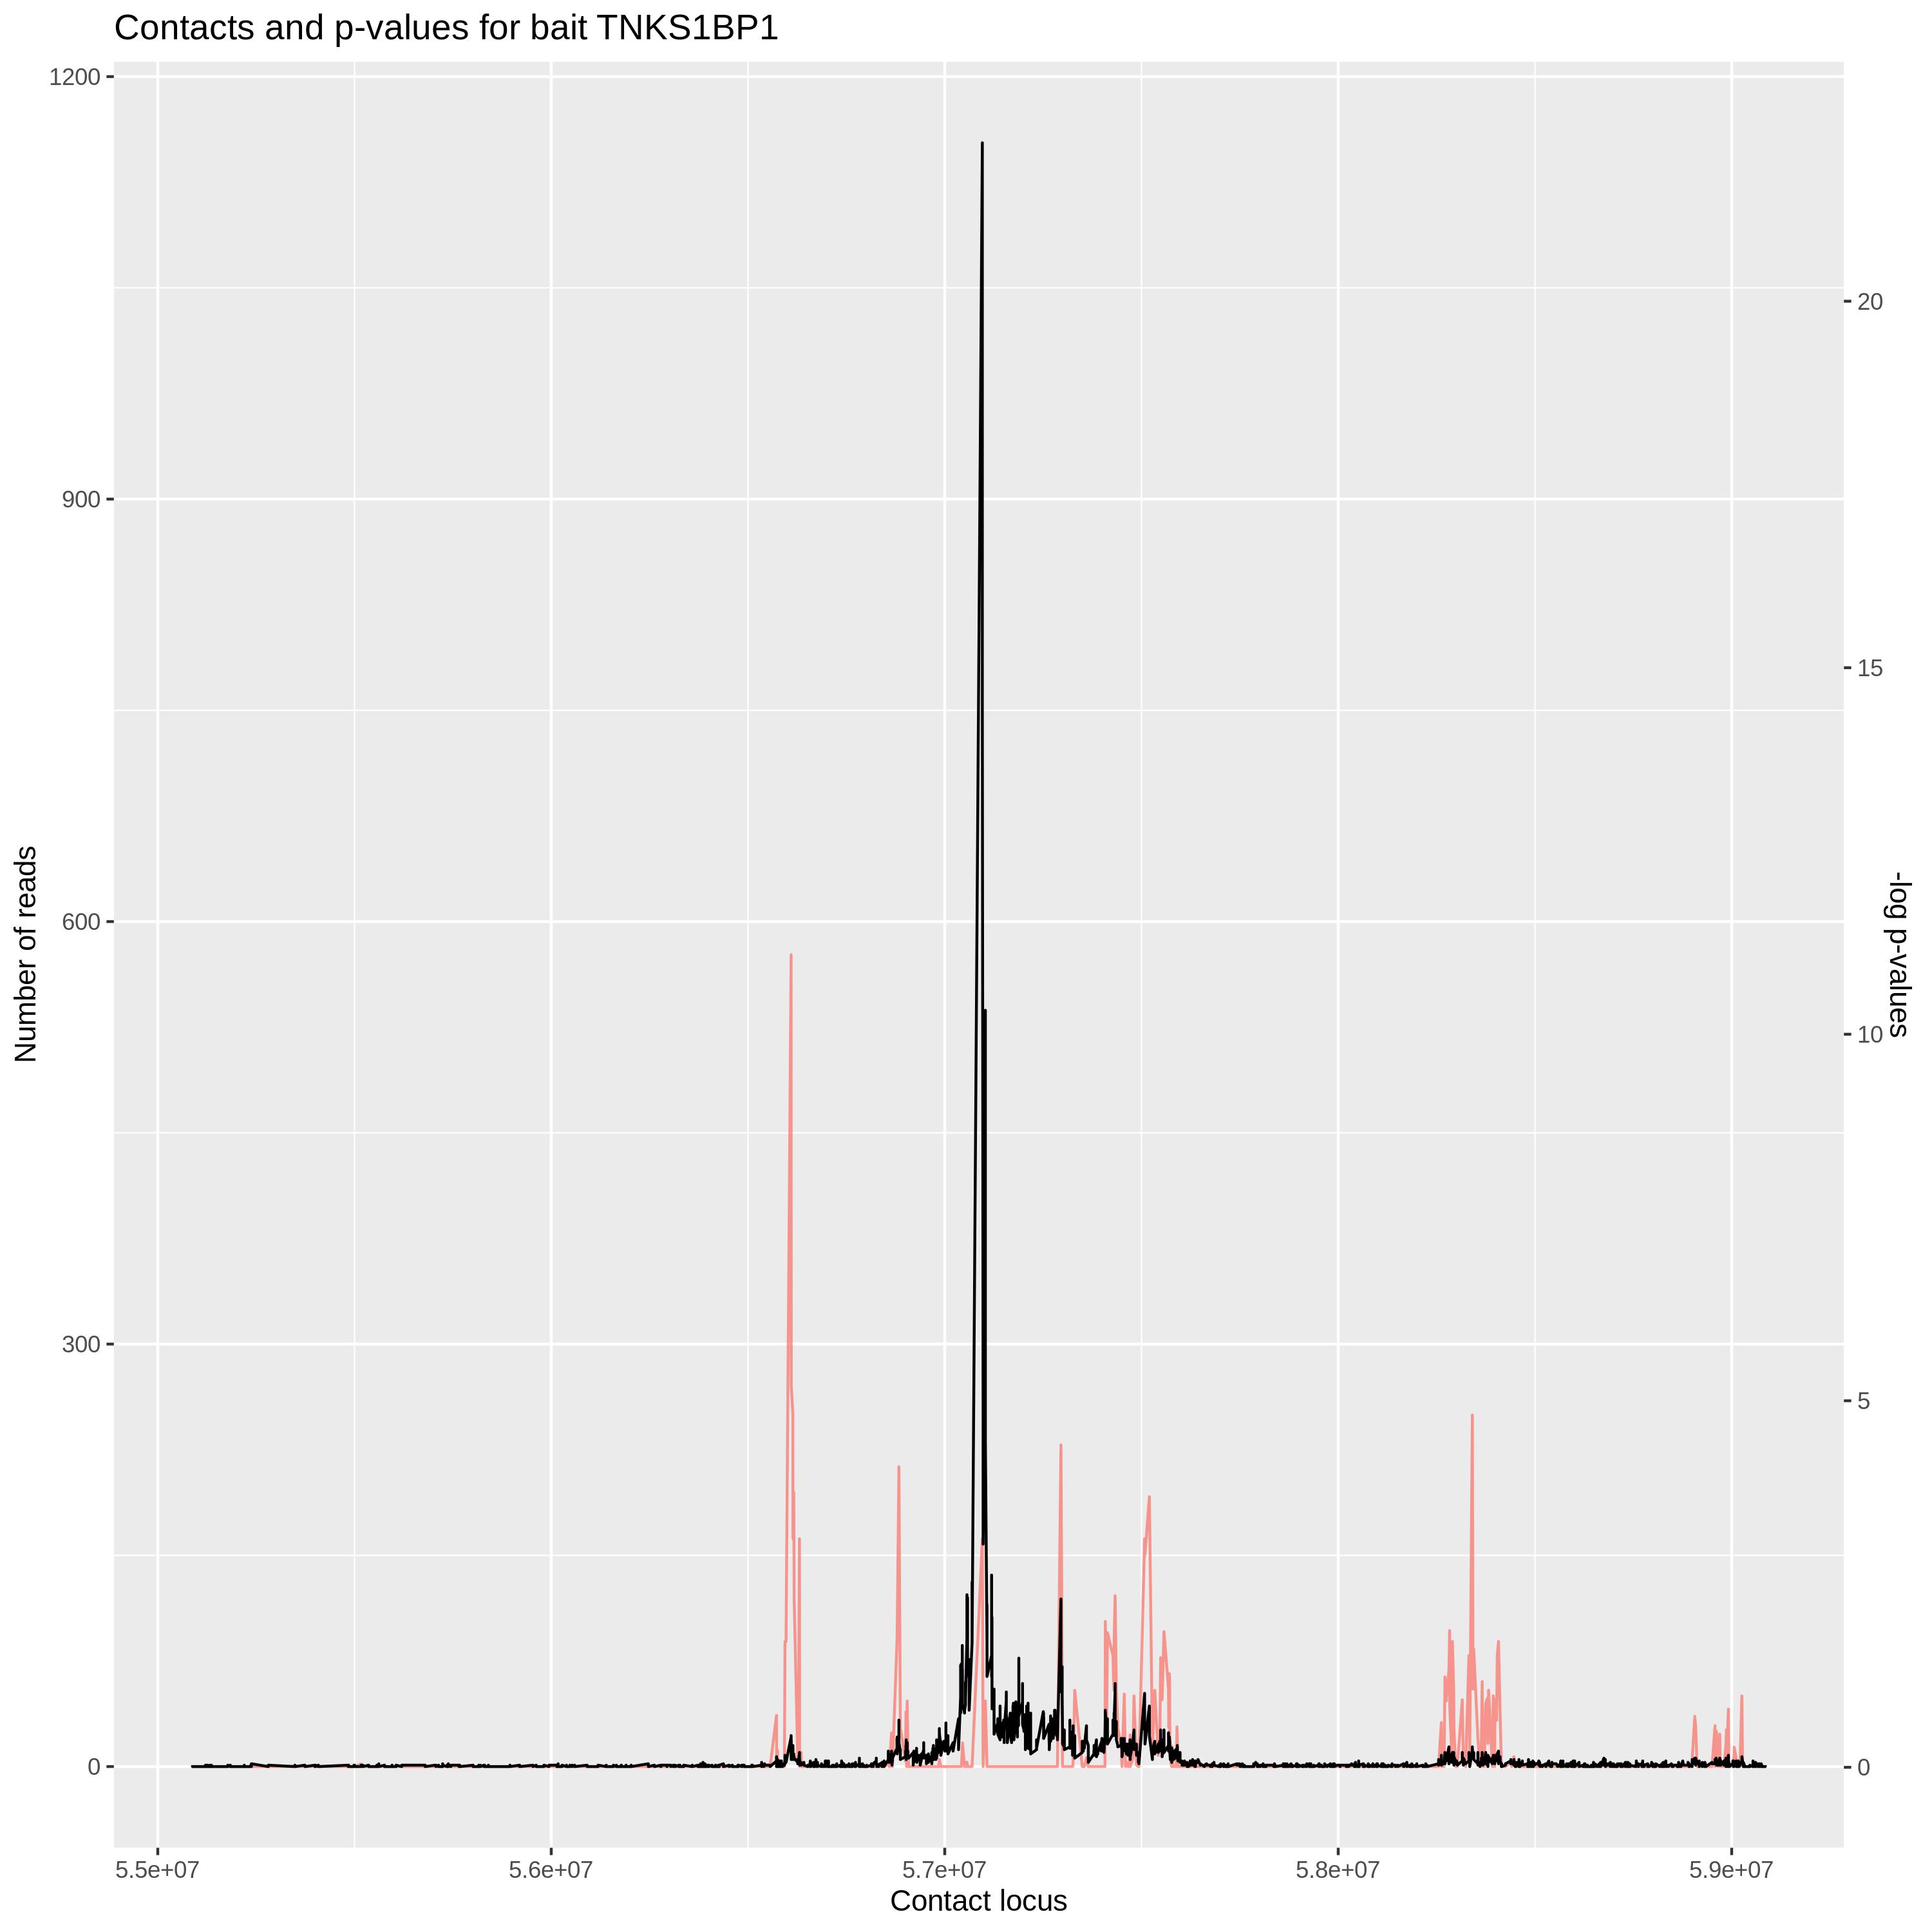 Contacts and p-values for bait TNKS1BP1
1200
900
600
300
0
Number of reads
20
15
10
5
0
-log p-values
5.5e+07
5.6e+07
5.7e+07
5.8e+07
5.9e+07
Contact locus